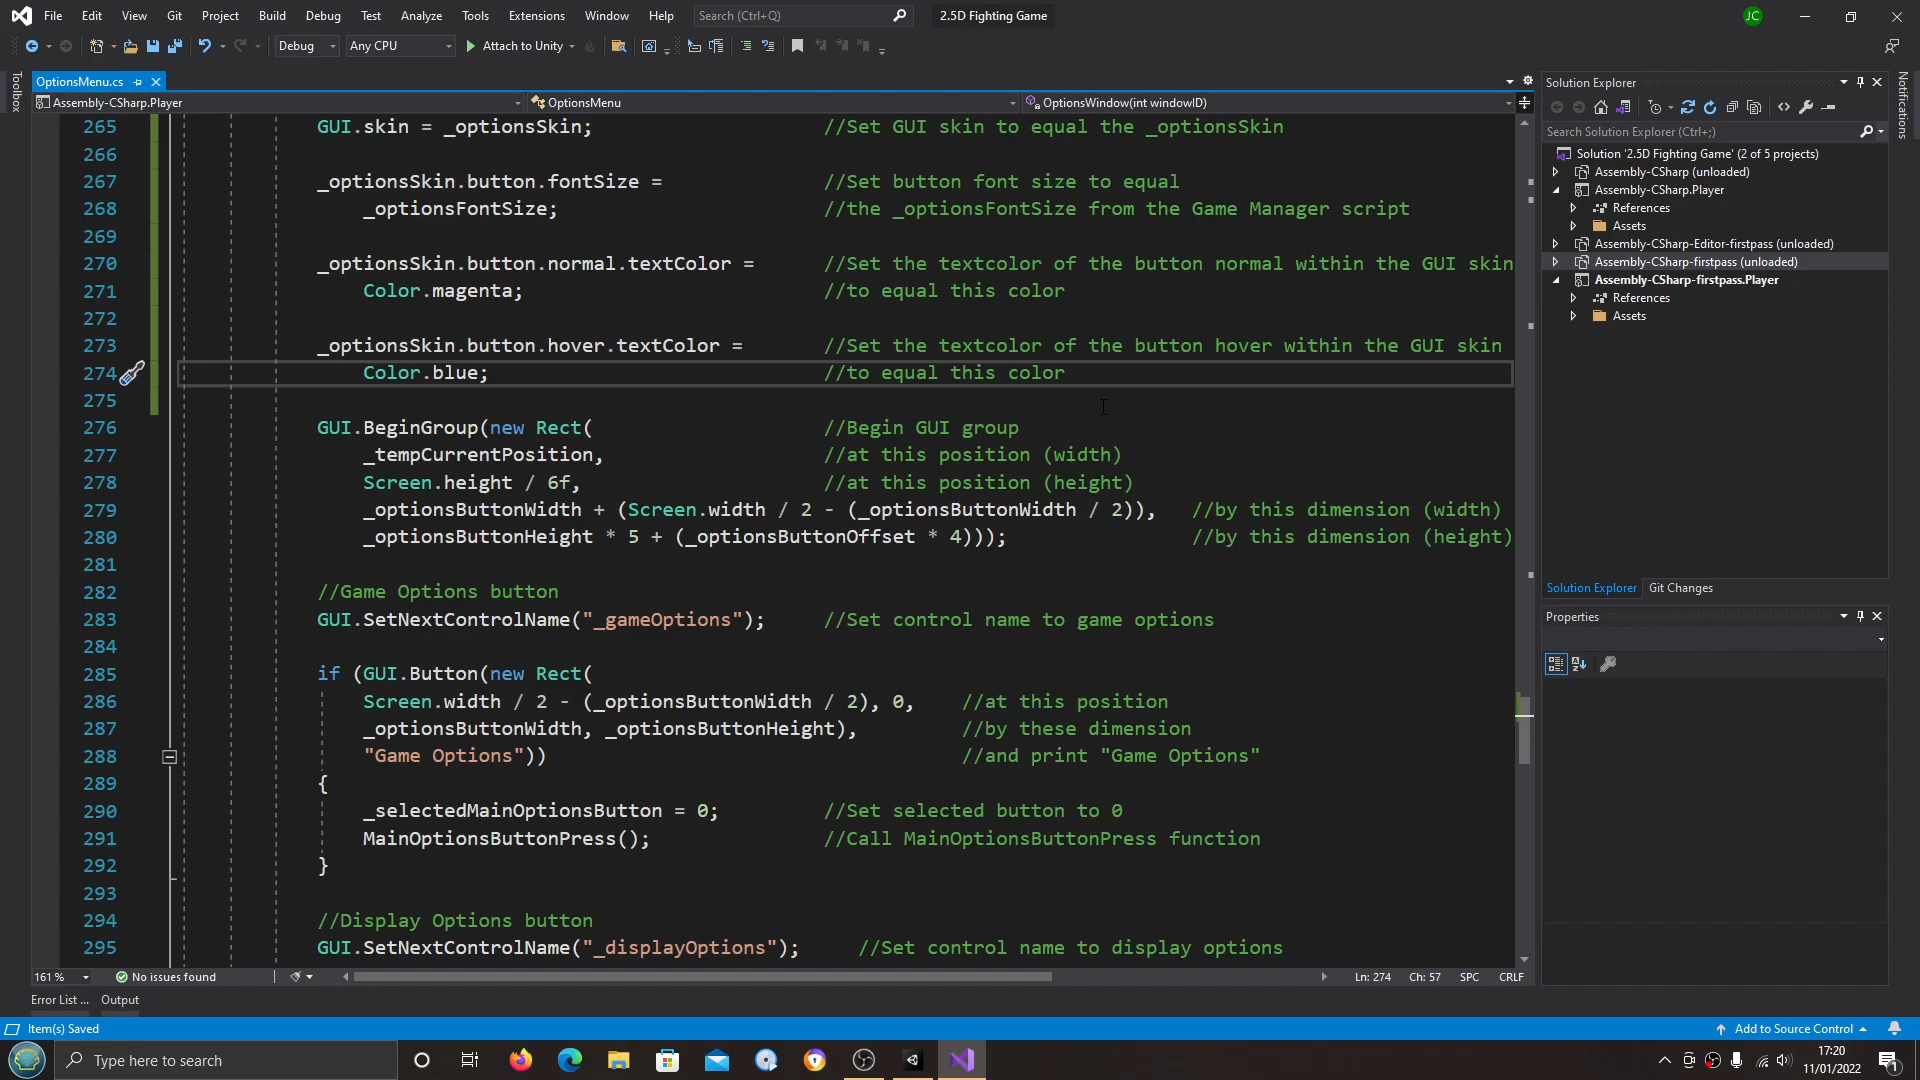 File Edit View Git Project Build Debug Test Analyze Tools Extensions Window Help Search (Ctrl+Q) 2.5D Fighting Game JC
Debug Any CPU Attach to Unity
Toolbox
OptionsMenu.cs
Assembly-CSharp.Player OptionsMenu OptionsWindow(int windowID)
265 GUI.skin = _optionsSkin; //Set GUI skin to equal the _optionsSkin
266
267 _optionsSkin.button.fontSize = //Set button font size to equal
268 _optionsFontSize; //the _optionsFontSize from the Game Manager script
269
270 _optionsSkin.button.normal.textColor = //Set the textcolor of the button normal within the GUI skin
271 Color.magenta; //to equal this color
272
273 _optionsSkin.button.hover.textColor = //Set the textcolor of the button hover within the GUI skin
274 Color.blue; //to equal this color
275
276 GUI.BeginGroup(new Rect( //Begin GUI group
277 _tempCurrentPosition, //at this position (width)
278 Screen.height / 6f, //at this position (height)
279 _optionsButtonWidth + (Screen.width / 2 - (_optionsButtonWidth / 2)), //by this dimension (width)
280 _optionsButtonHeight * 5 + (_optionsButtonOffset * 4))); //by this dimension (height)
281
282 //Game Options button
283 GUI.SetNextControlName("_gameOptions"); //Set control name to game options
284
285 if (GUI.Button(new Rect(
286 Screen.width / 2 - (_optionsButtonWidth / 2), 0, //at this position
287 _optionsButtonWidth, _optionsButtonHeight), //by these dimension
288 "Game Options")) //and print "Game Options"
289 {
290 _selectedMainOptionsButton = 0; //Set selected button to 0
291 MainOptionsButtonPress(); //Call MainOptionsButtonPress function
292 }
293
294 //Display Options button
295 GUI.SetNextControlName("_displayOptions"); //Set control name to display options
161 % No issues found Ln: 274 Ch: 57 SPC CRLF
Error List ... Output
Solution Explorer
Search Solution Explorer (Ctrl+;)
Solution '2.5D Fighting Game' (2 of 5 projects)
Assembly-CSharp (unloaded)
Assembly-CSharp.Player
References
Assets
Assembly-CSharp-Editor-firstpass (unloaded)
Assembly-CSharp-firstpass (unloaded)
Assembly-CSharp-firstpass.Player
References
Assets
Solution Explorer Git Changes
Properties
Notifications
Item(s) Saved Add to Source Control
Type here to search
17:20
11/01/2022
1